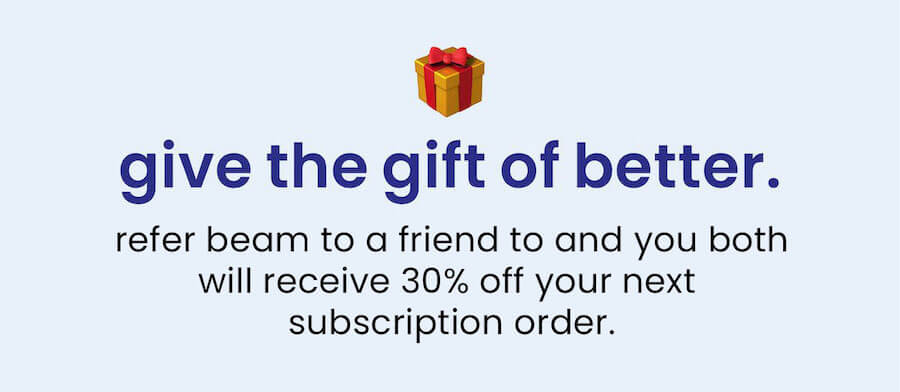 give the gift of better.
refer beam to a friend to and you both
will receive 30% off your next
subscription order.